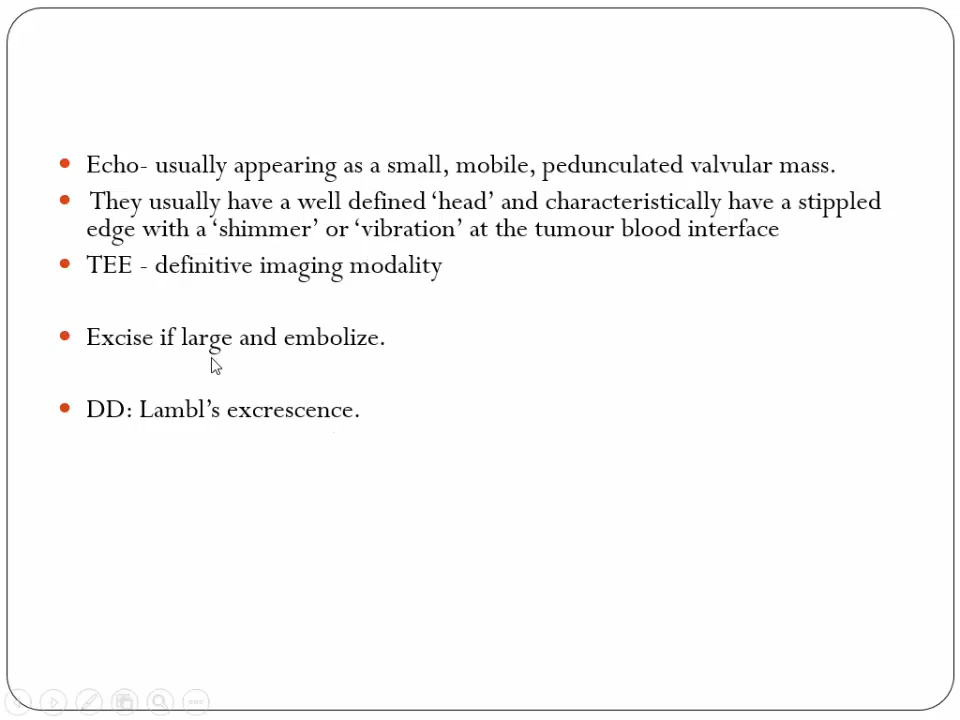 Echo- usually appearing as a small, mobile, pedunculated valvular mass.
They usually have a well defined ‘head’ and characteristically have a stippled
edge with a ‘shimmer’ or ‘vibration’ at the tumour blood interface
TEE - definitive imaging modality
Excise if large and embolize.
DD: Lambl’s excrescence.